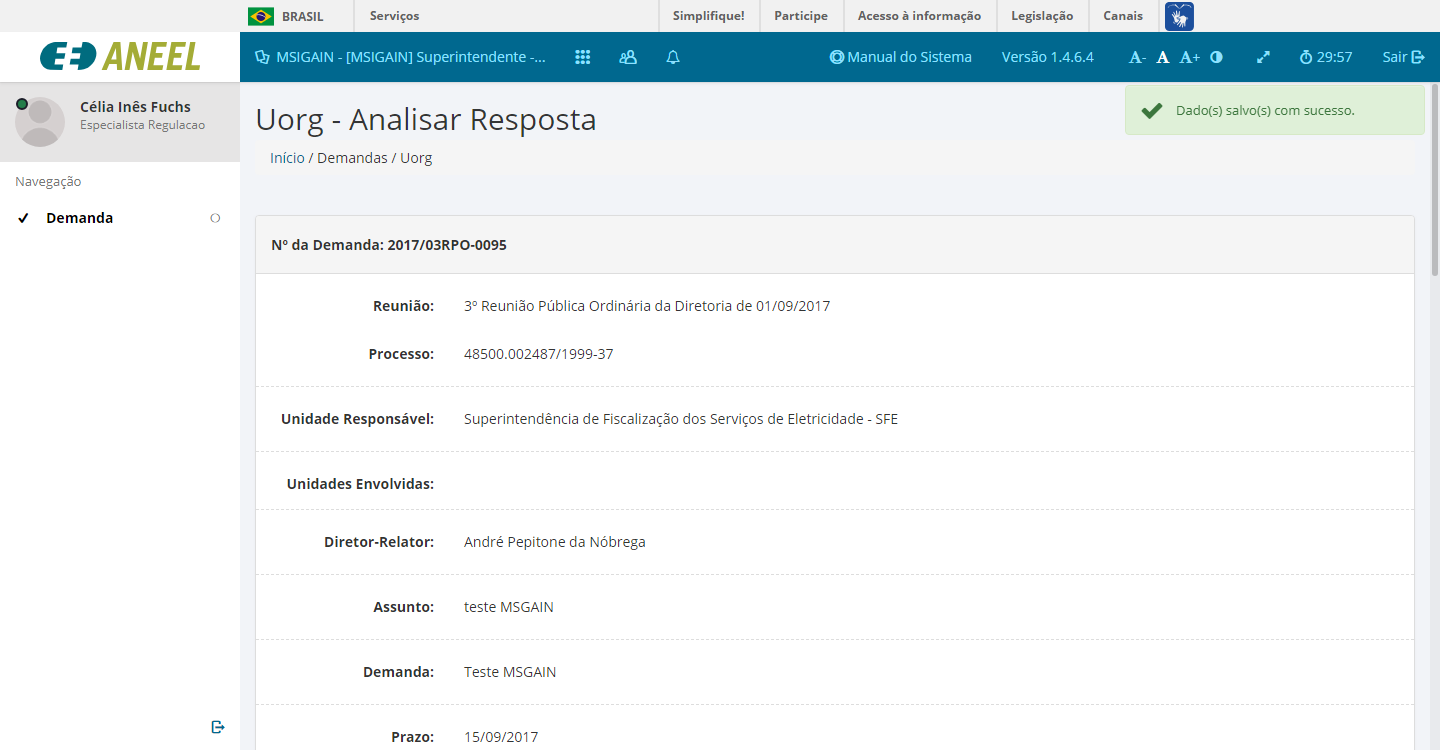 BRASIL Serviços Simplifique! Participe Acesso à informação Legislação Canais
ANEEL
MSIGAIN - [MSIGAIN] Superintendente -... Manual do Sistema Versão 1.4.6.4 A- A A+ 29:57 Sair
Célia Inês Fuchs
Especialista Regulacao
Navegação
Demanda
Uorg - Analisar Resposta
Dado(s) salvo(s) com sucesso.
Início / Demandas / Uorg
Nº da Demanda: 2017/03RPO-0095
Reunião: 3º Reunião Pública Ordinária da Diretoria de 01/09/2017
Processo: 48500.002487/1999-37
Unidade Responsável: Superintendência de Fiscalização dos Serviços de Eletricidade - SFE
Unidades Envolvidas:
Diretor-Relator: André Pepitone da Nóbrega
Assunto: teste MSGAIN
Demanda: Teste MSGAIN
Prazo: 15/09/2017